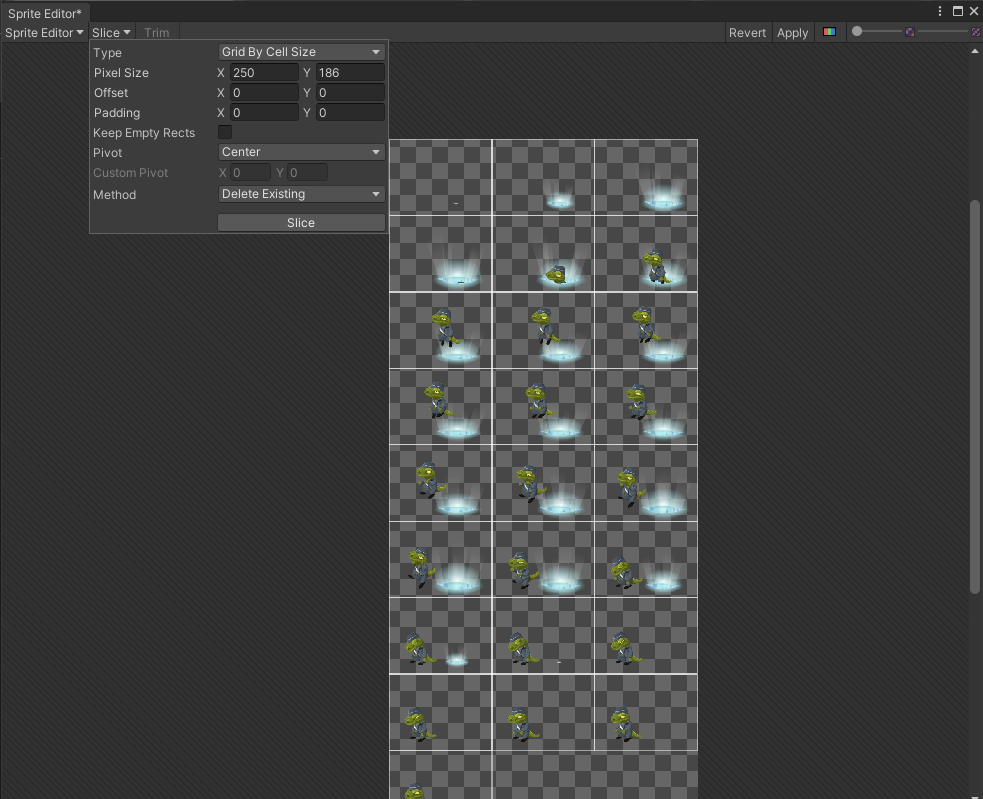 Sprite Editor*
Sprite Editor Slice Trim Revert Apply
Type Grid By Cell Size
Pixel Size X 250 Y 186
Offset X 0 Y 0
Padding X 0 Y 0
Keep Empty Rects
Pivot Center
Custom Pivot X 0 Y 0
Method Delete Existing
Slice